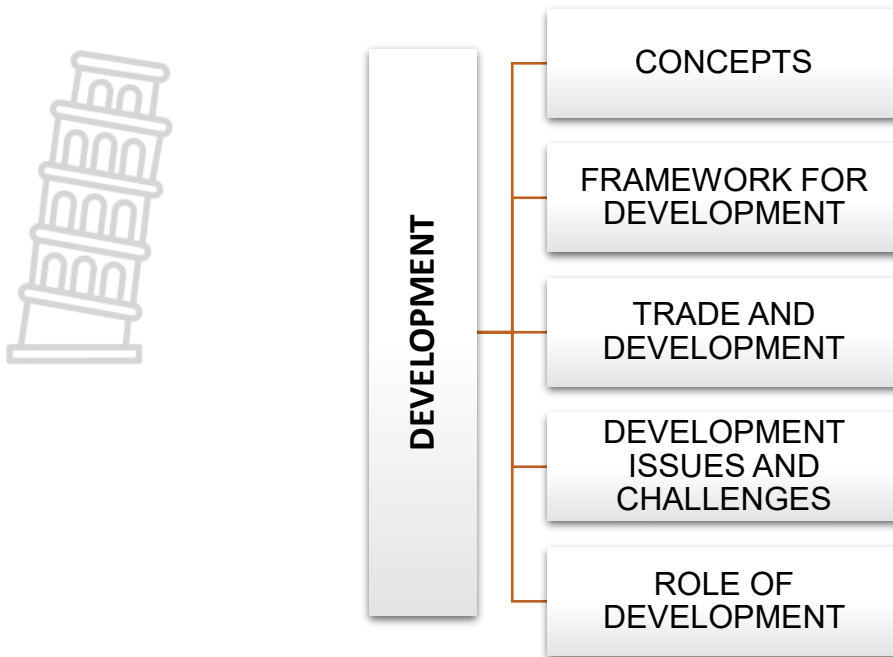 DEVELOPMENT
CONCEPTS
FRAMEWORK FOR
DEVELOPMENT
TRADE AND
DEVELOPMENT
DEVELOPMENT
ISSUES AND
CHALLENGES
ROLE OF
DEVELOPMENT